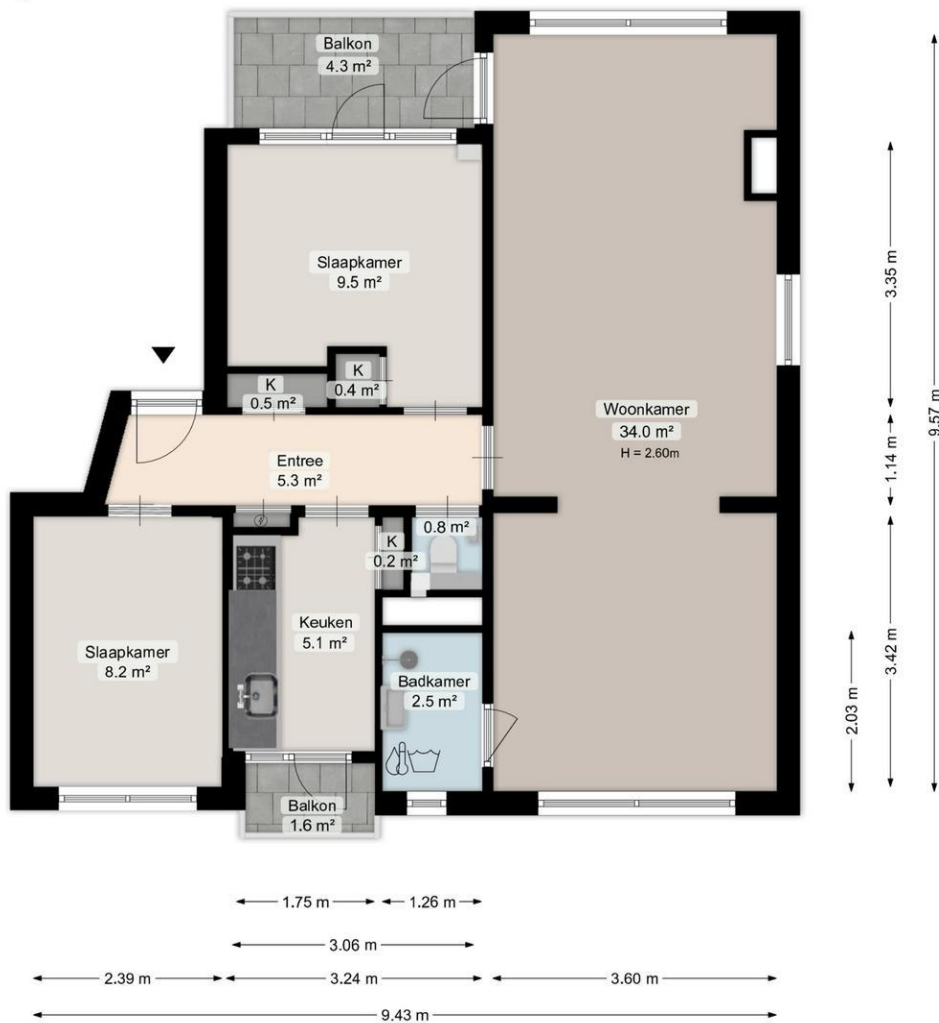 Balkon
4.3 m²
Slaapkamer
9.5 m²
K
0.4 m²
K
0.5 m²
Woonkamer
34.0 m²
H = 2.60m
Entree
5.3 m²
0.8 m²
K
0.2 m²
Keuken
5.1 m²
Slaapkamer
8.2 m²
Badkamer
2.5 m²
Balkon
1.6 m²
3.35 m
9.57 m
1.14 m
3.42 m
2.03 m
1.75 m
1.26 m
3.06 m
2.39 m
3.24 m
3.60 m
9.43 m